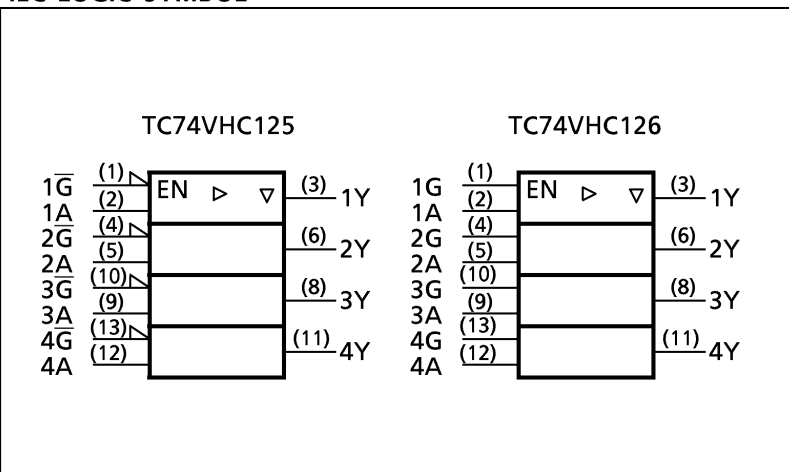 IEC LOGIC SYMBOL
TC74VHC125
1G̅ (1) EN ▷ ▽ (3) 1Y
1A (2)
2G̅ (4) (6) 2Y
2A (5)
3G̅ (10) (8) 3Y
3A (9)
4G̅ (13) (11) 4Y
4A (12)
TC74VHC126
1G (1) EN ▷ ▽ (3) 1Y
1A (2)
2G (4) (6) 2Y
2A (5)
3G (10) (8) 3Y
3A (9)
4G (13) (11) 4Y
4A (12)